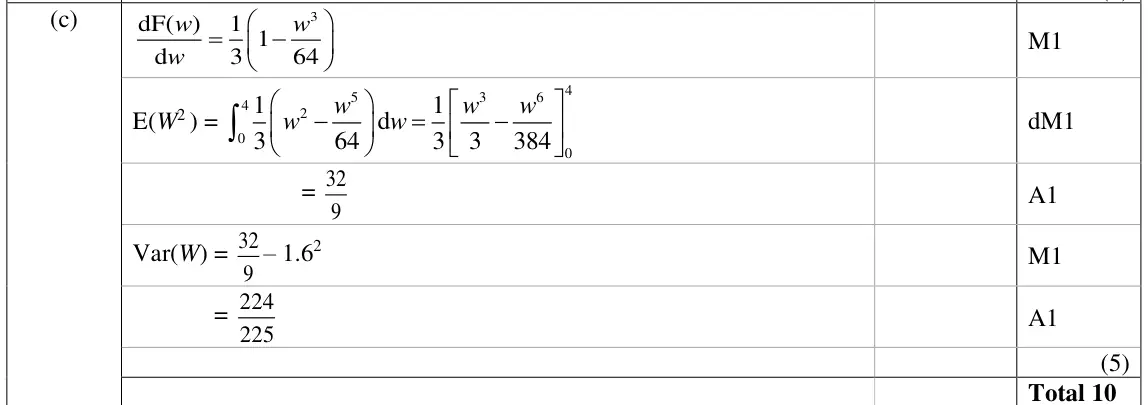 (c) dF(w)/dw = 1/3 (1 − w³/64) M1
E(W²) = ∫₀⁴ 1/3 (w² − w⁵/64) dw = 1/3 [w³/3 − w⁶/384]₀⁴ dM1
= 32/9 A1
Var(W) = 32/9 – 1.6² M1
= 224/225 A1
(5)
Total 10